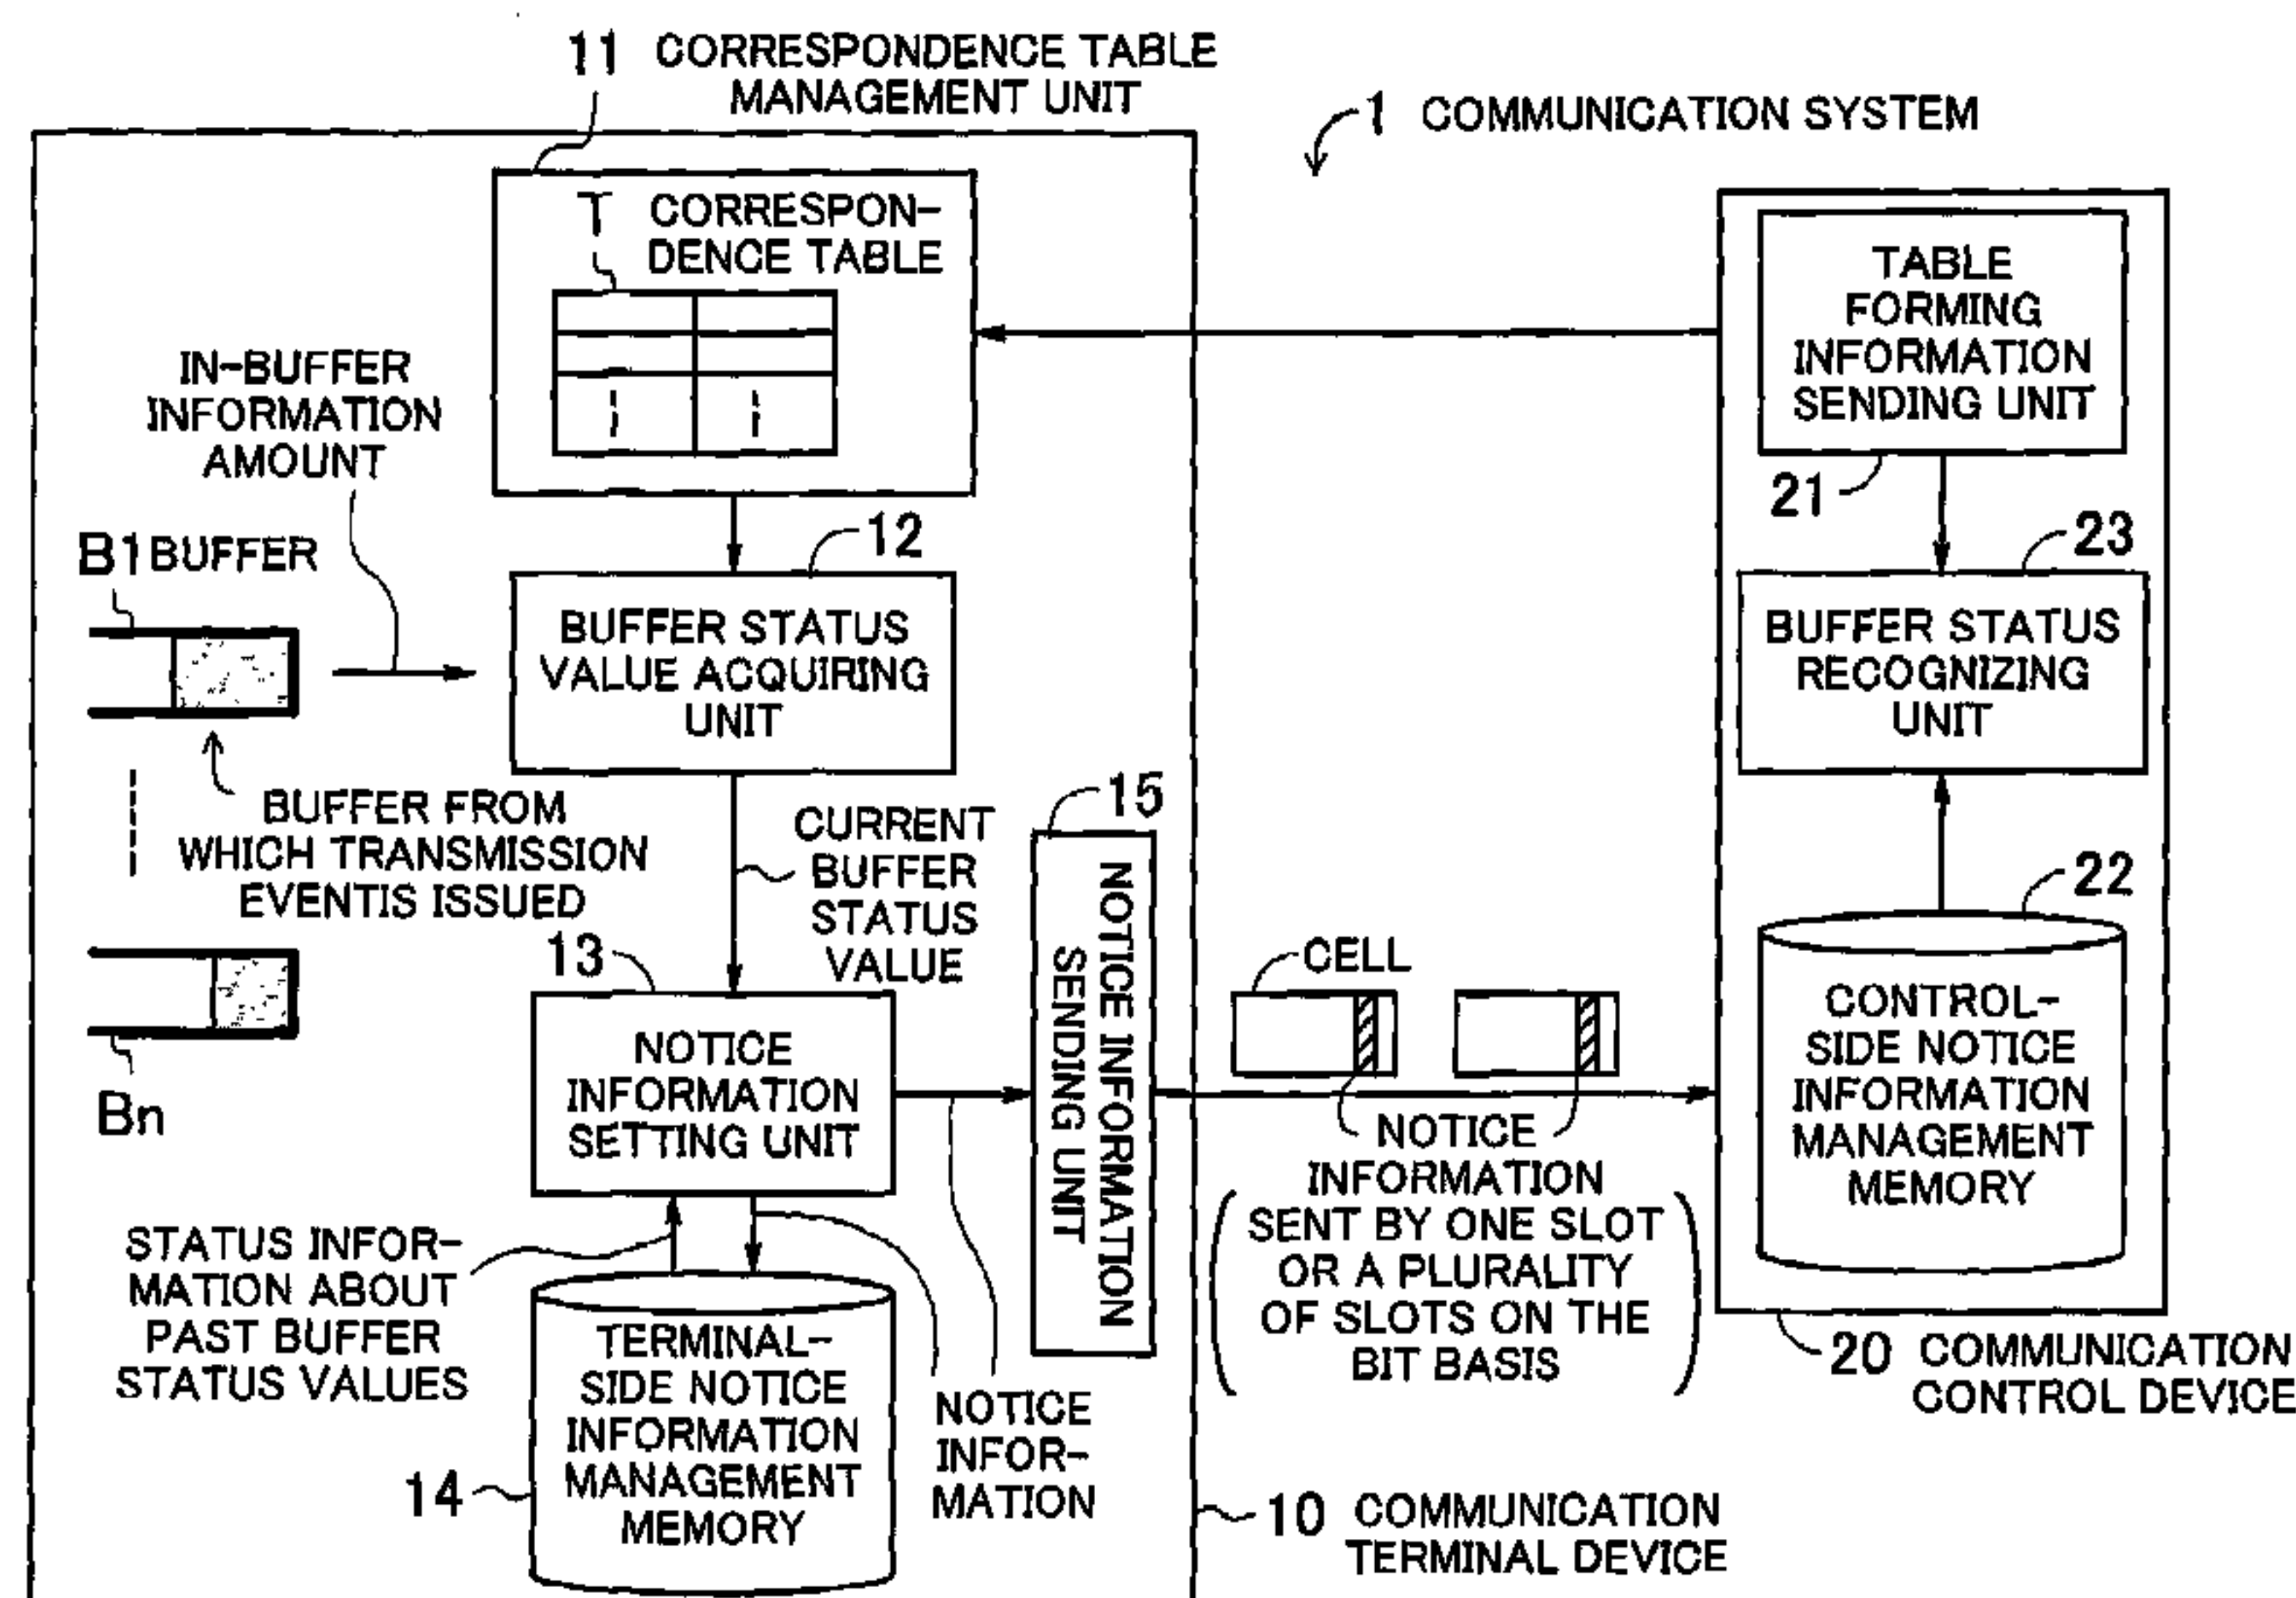 11 CORRESPONDENCE TABLE
MANAGEMENT UNIT
1 COMMUNICATION SYSTEM
T CORRESPON-
DENCE TABLE
TABLE
FORMING
INFORMATION
SENDING UNIT
21
IN-BUFFER
INFORMATION
AMOUNT
B1 BUFFER
12
BUFFER STATUS
VALUE ACQUIRING
UNIT
23
BUFFER STATUS
RECOGNIZING
UNIT
BUFFER FROM
WHICH TRANSMISSION
EVENTIS ISSUED
CURRENT
BUFFER
STATUS
VALUE
15
NOTICE INFORMATION
SENDING UNIT
22
CONTROL-
SIDE NOTICE
INFORMATION
MANAGEMENT
MEMORY
Bn
13
NOTICE
INFORMATION
SETTING UNIT
CELL
NOTICE
INFORMATION
SENT BY ONE SLOT
OR A PLURALITY
OF SLOTS ON THE
BIT BASIS
STATUS INFOR-
MATION ABOUT
PAST BUFFER
STATUS VALUES
14
TERMINAL-
SIDE NOTICE
INFORMATION
MANAGEMENT
MEMORY
NOTICE
INFOR-
MATION
20 COMMUNICATION
CONTROL DEVICE
10 COMMUNICATION
TERMINAL DEVICE